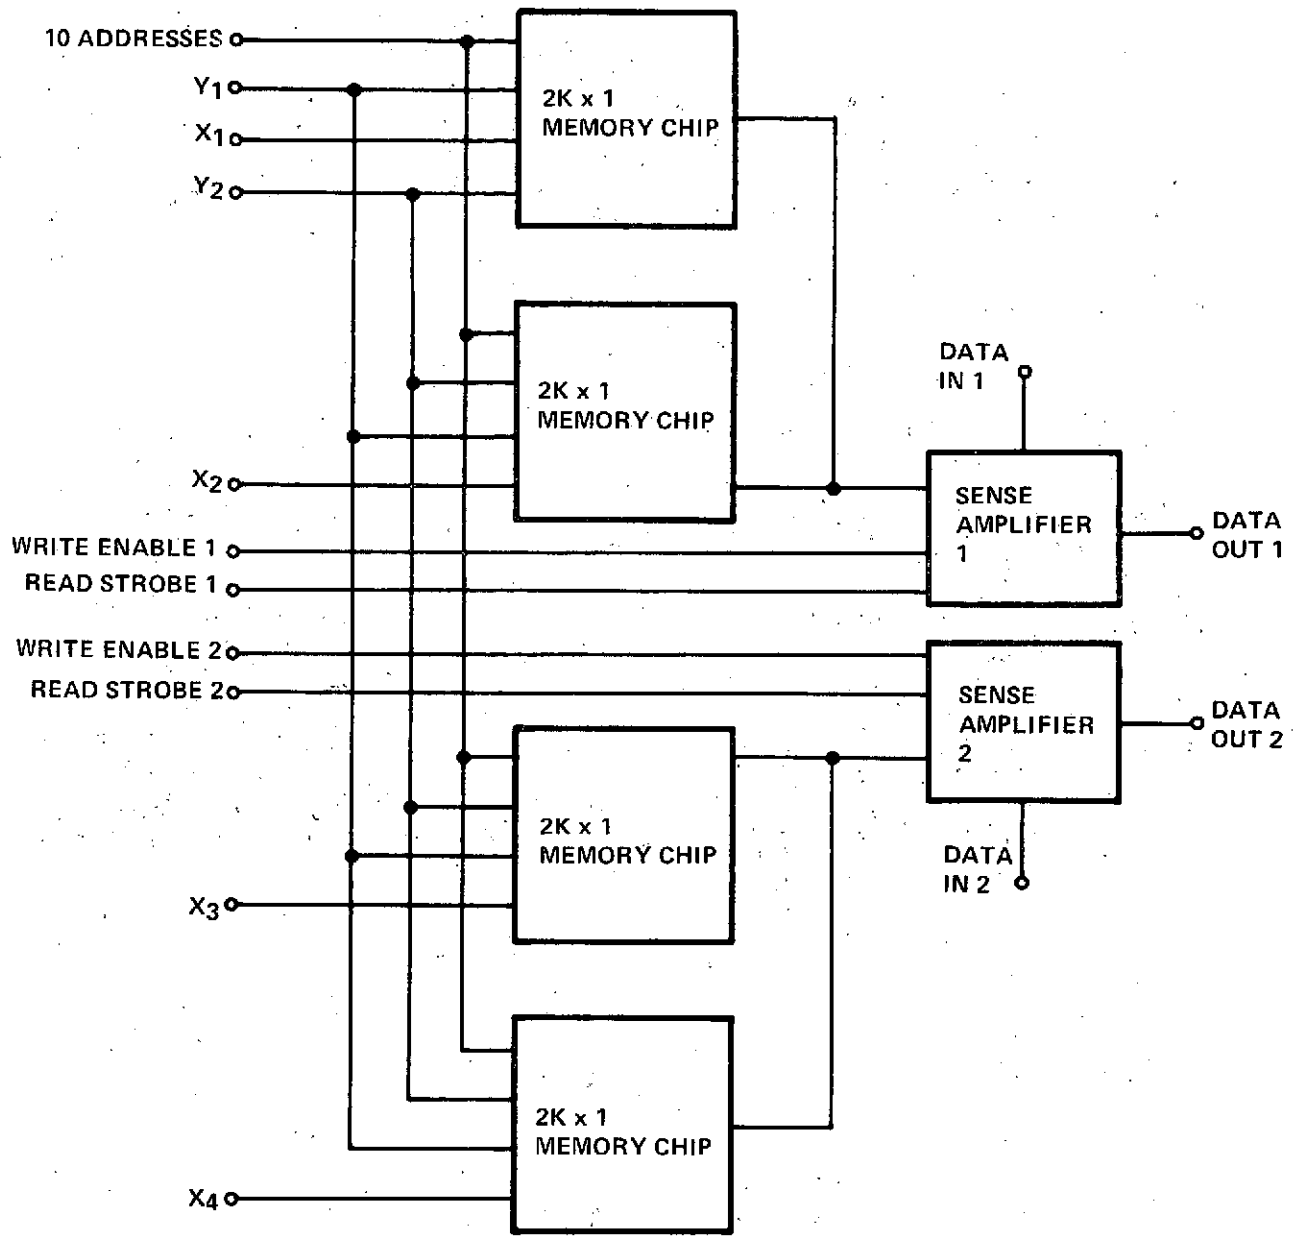 10 ADDRESSES
Y1
X1
Y2
2K x 1
MEMORY CHIP
2K x 1
MEMORY CHIP
X2
DATA
IN 1
WRITE ENABLE 1
READ STROBE 1
SENSE
AMPLIFIER
1
DATA
OUT 1
WRITE ENABLE 2
READ STROBE 2
SENSE
AMPLIFIER
2
DATA
OUT 2
2K x 1
MEMORY CHIP
DATA
IN 2
X3
2K x 1
MEMORY CHIP
X4